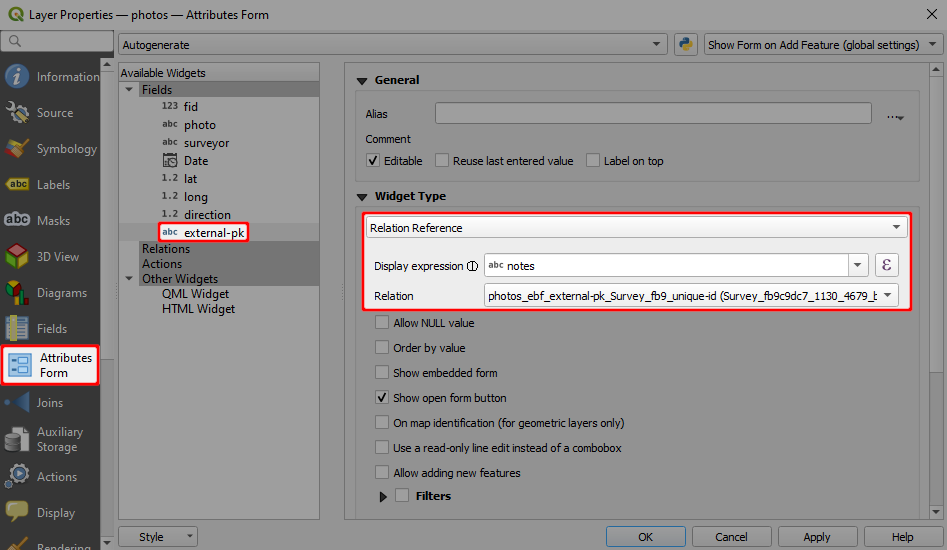 Layer Properties — photos — Attributes Form
Autogenerate
Show Form on Add Feature (global settings)
Information
Source
Symbology
abc Labels
abc Masks
3D View
Diagrams
Fields
Attributes
Form
Joins
Auxiliary
Storage
Actions
Display
Rendering
Available Widgets
Fields
123 fid
abc photo
abc surveyor
Date
1.2 lat
1.2 long
1.2 direction
abc external-pk
Relations
Actions
Other Widgets
QML Widget
HTML Widget
General
Alias
...
Comment
Editable
Reuse last entered value
Label on top
Widget Type
Relation Reference
Display expression
abc notes
ε
Relation
photos_ebf_external-pk_Survey_fb9_unique-id (Survey_fb9c9dc7_1130_4679_b
Allow NULL value
Order by value
Show embedded form
Show open form button
On map identification (for geometric layers only)
Use a read-only line edit instead of a combobox
Allow adding new features
Filters
Style
OK
Cancel
Apply
Help